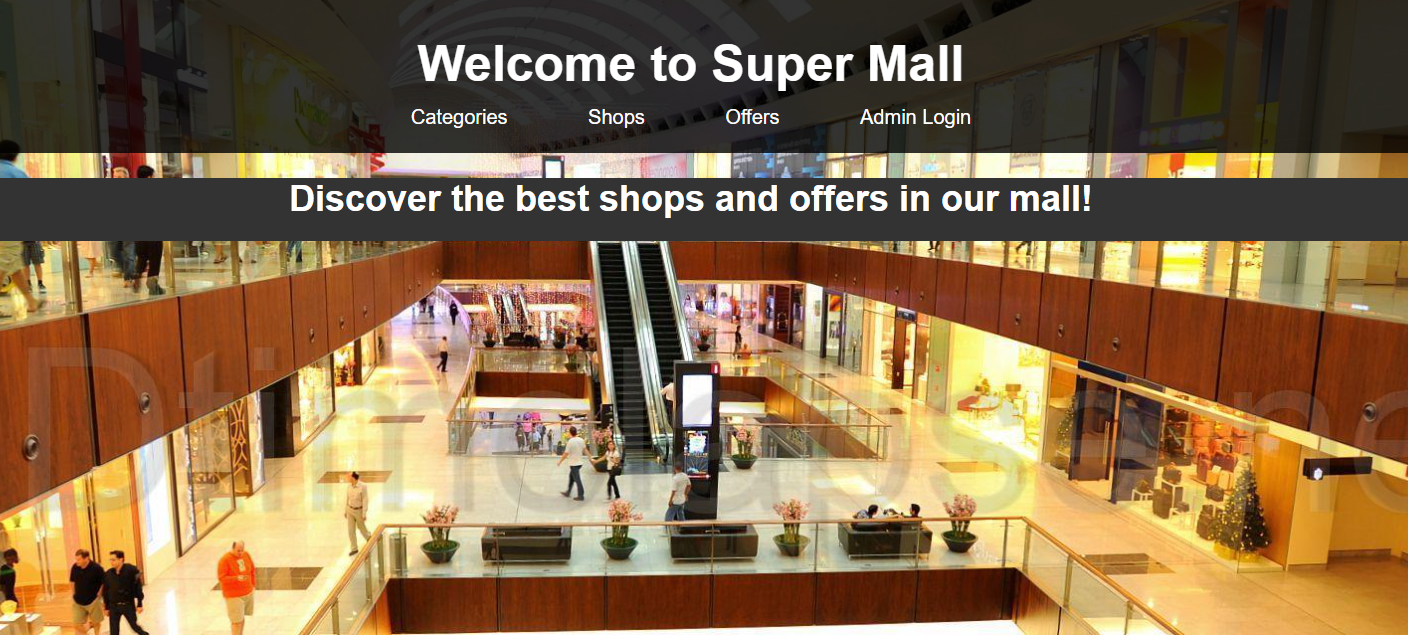 Welcome to Super Mall
Categories Shops Offers Admin Login
Discover the best shops and offers in our mall!